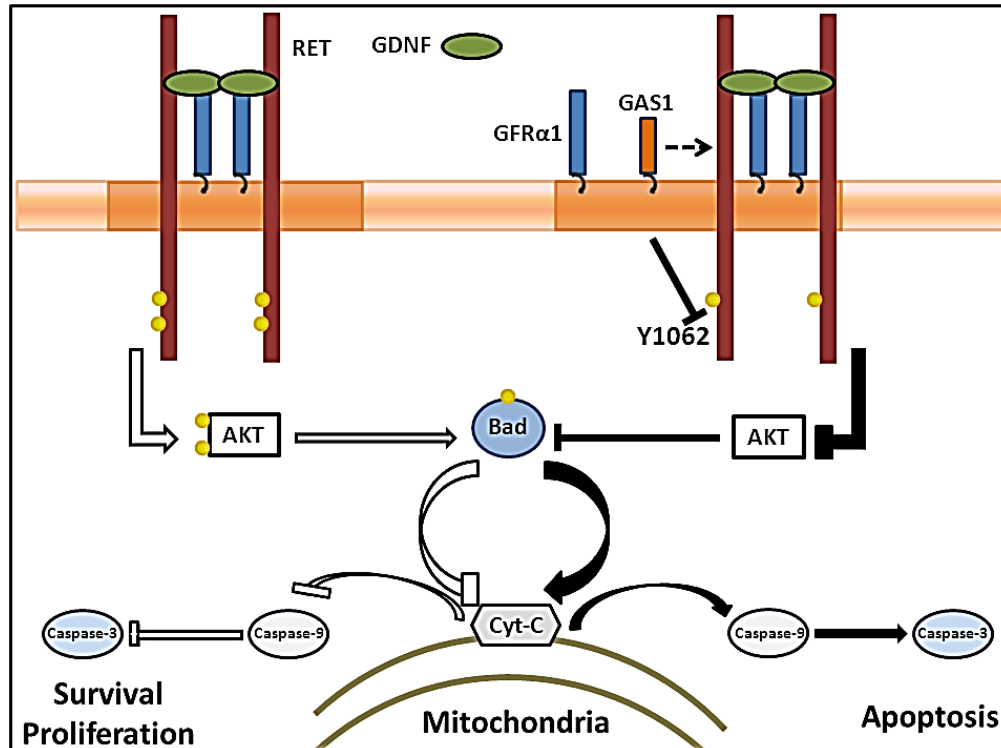 RET
GDNF
GFRα1
GAS1
Y1062
AKT
Bad
AKT
Caspase-3
Caspase-9
Cyt-C
Caspase-9
Caspase-3
Survival
Proliferation
Mitochondria
Apoptosis